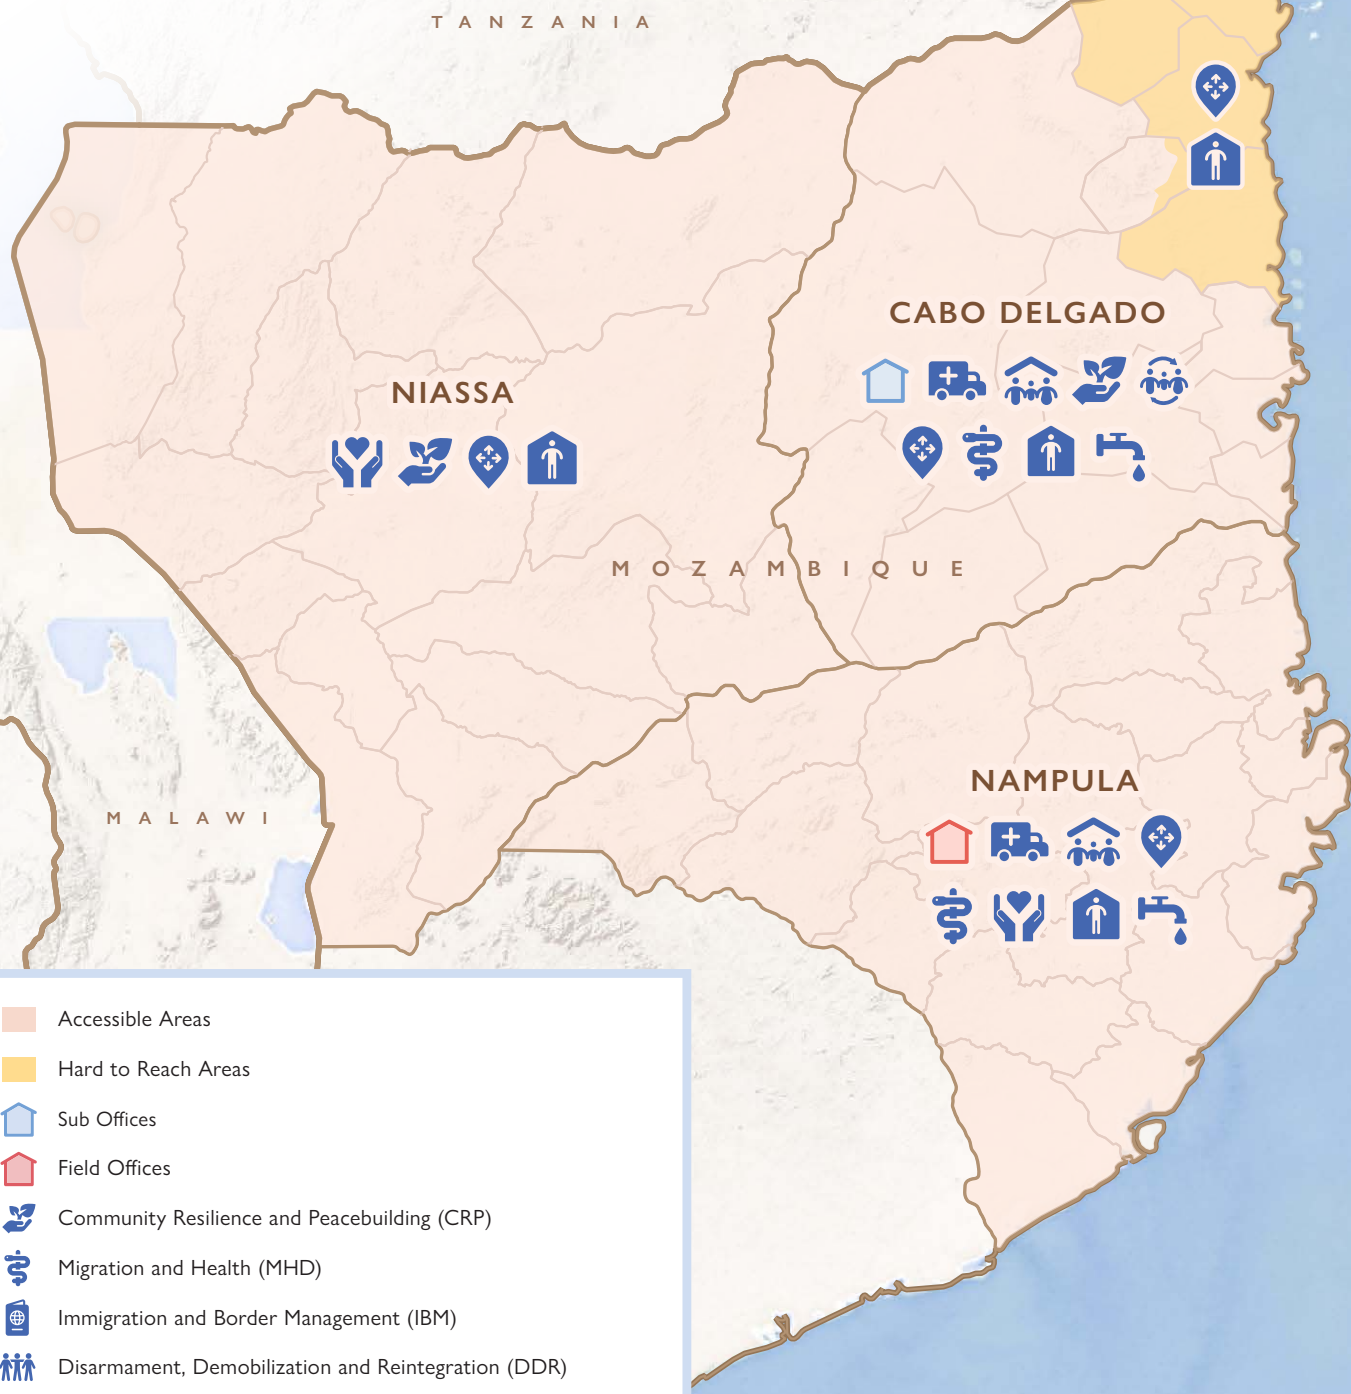 TANZANIA
CABO DELGADO
NIASSA
MOZAMBIQUE
NAMPULA
MALAWI
Accessible Areas
Hard to Reach Areas
Sub Offices
Field Offices
Community Resilience and Peacebuilding (CRP)
Migration and Health (MHD)
Immigration and Border Management (IBM)
Disarmament, Demobilization and Reintegration (DDR)